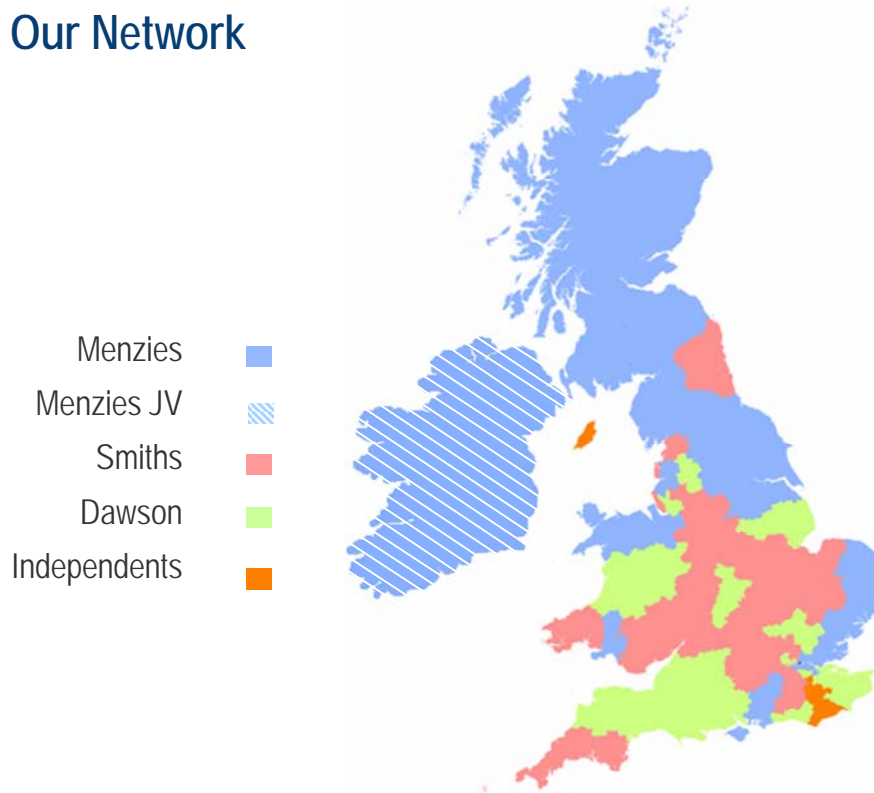 Our Network
Menzies
Menzies JV
Smiths
Dawson
Independents